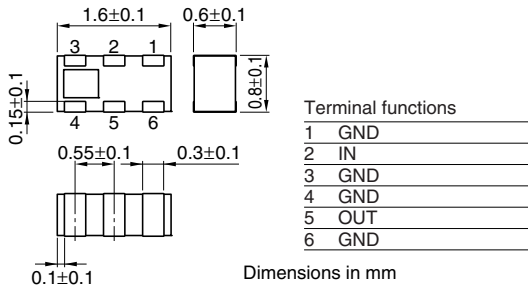 1.6±0.1
0.6±0.1
3 2 1
0.8±0.1
0.15±0.1
4 5 6
0.55±0.1
0.3±0.1
0.1±0.1
Terminal functions
1 GND
2 IN
3 GND
4 GND
5 OUT
6 GND
Dimensions in mm